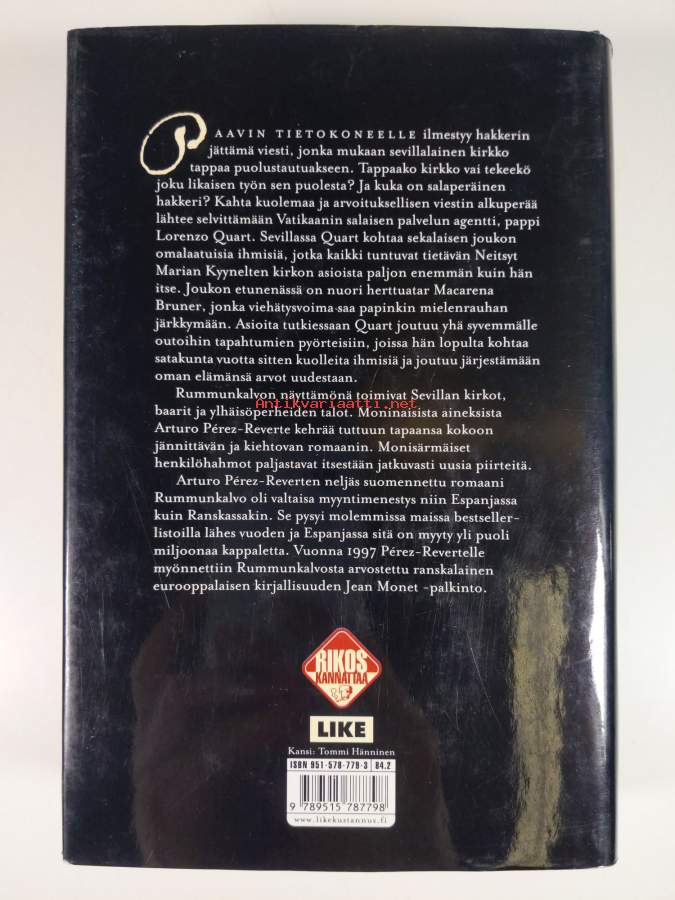 PAAVIN TIETOKONEELLE ilmestyy hakkerin
jättämä viesti, jonka mukaan sevillalainen kirkko
tappaa puolustautuakseen. Tappaako kirkko vai tekeekö
joku likaisen työn sen puolesta? Ja kuka on salaperäinen
hakkeri? Kahta kuolemaa ja arvoituksellisen viestin alkuperää
lähtee selvittämään Vatikaanin salaisen palvelun agentti, pappi
Lorenzo Quart. Sevillassa Quart kohtaa sekalaisen joukon
omalaatuisia ihmisiä, jotka kaikki tuntuvat tietävän Neitsyt
Marian Kyynelten kirkon asioista paljon enemmän kuin hän
itse. Joukon etunenässä on nuori herttuatar Macarena
Bruner, jonka viehätysvoima saa papinkin mielenrauhan
järkkymään. Asioita tutkiessaan Quart joutuu yhä syvemmälle
outoihin tapahtumien pyörteisiin, joissa hän lopulta kohtaa
satakunta vuotta sitten kuolleita ihmisiä ja joutuu järjestämään
oman elämänsä arvot uudestaan.
Rummunkalvon näyttämönä toimivat Sevillan kirkot,
baarit ja ylhäisöperheiden talot. Moninaisista aineksista
Antikvariaatti.net
Arturo Pérez-Reverte kehrää tuttuun tapaansa kokoon
jännittävän ja kiehtovan romaanin. Monisärmäiset
henkilöhahmot paljastavat itsestään jatkuvasti uusia piirteitä.
Arturo Pérez-Reverten neljäs suomennettu romaani
Rummunkalvo oli valtaisa myyntimenestys niin Espanjassa
kuin Ranskassakin. Se pysyi molemmissa maissa bestseller-
listoilla lähes vuoden ja Espanjassa sitä on myyty yli puoli
miljoonaa kappaletta. Vuonna 1997 Pérez-Revertelle
myönnettiin Rummunkalvosta arvostettu ranskalainen
eurooppalaisen kirjallisuuden Jean Monet -palkinto.
RIKOS
KANNATTAA
LIKE
Kansi: Tommi Hänninen
ISBN 951-578-779-3 84.2
9 789515 787798
www.likekustannus.fi